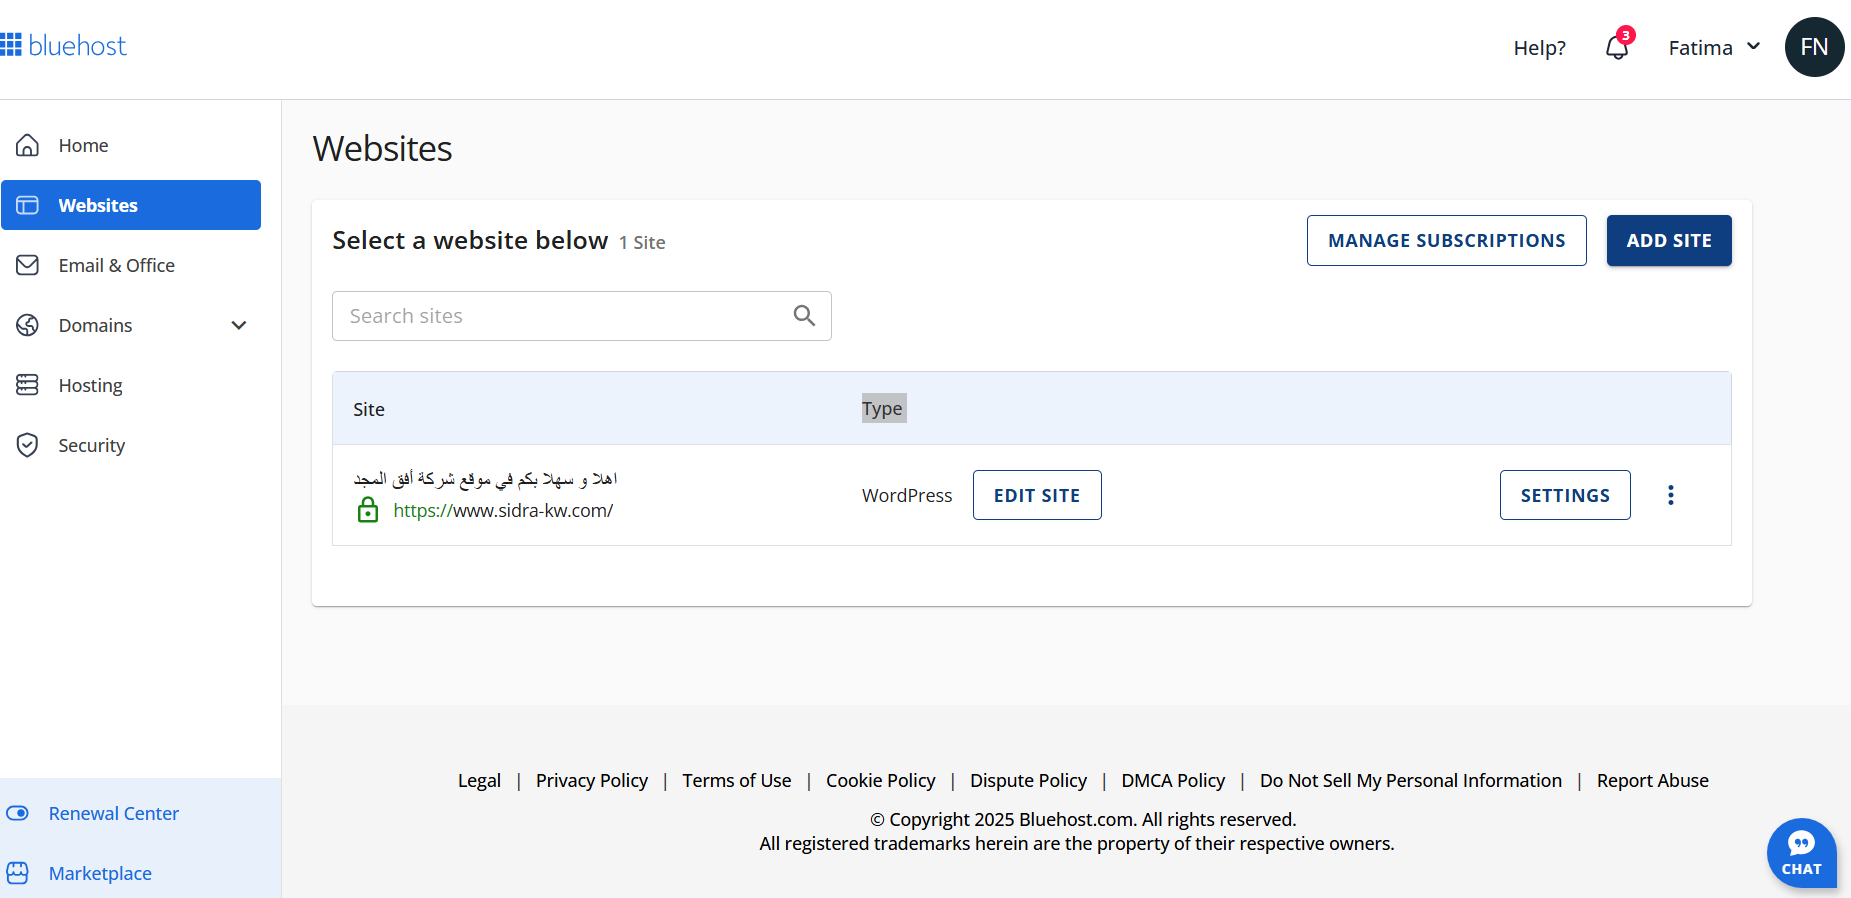 bluehost
Help?
3
Fatima
FN
Home
Websites
Email & Office
Domains
Hosting
Security
Renewal Center
Marketplace
Websites
Select a website below 1 Site
MANAGE SUBSCRIPTIONS
ADD SITE
Search sites
Site
Type
اهلا و سهلا بكم في موقع شركة أفق المجد
https://www.sidra-kw.com/
WordPress
EDIT SITE
SETTINGS
Legal | Privacy Policy | Terms of Use | Cookie Policy | Dispute Policy | DMCA Policy | Do Not Sell My Personal Information | Report Abuse
© Copyright 2025 Bluehost.com. All rights reserved.
All registered trademarks herein are the property of their respective owners.
CHAT